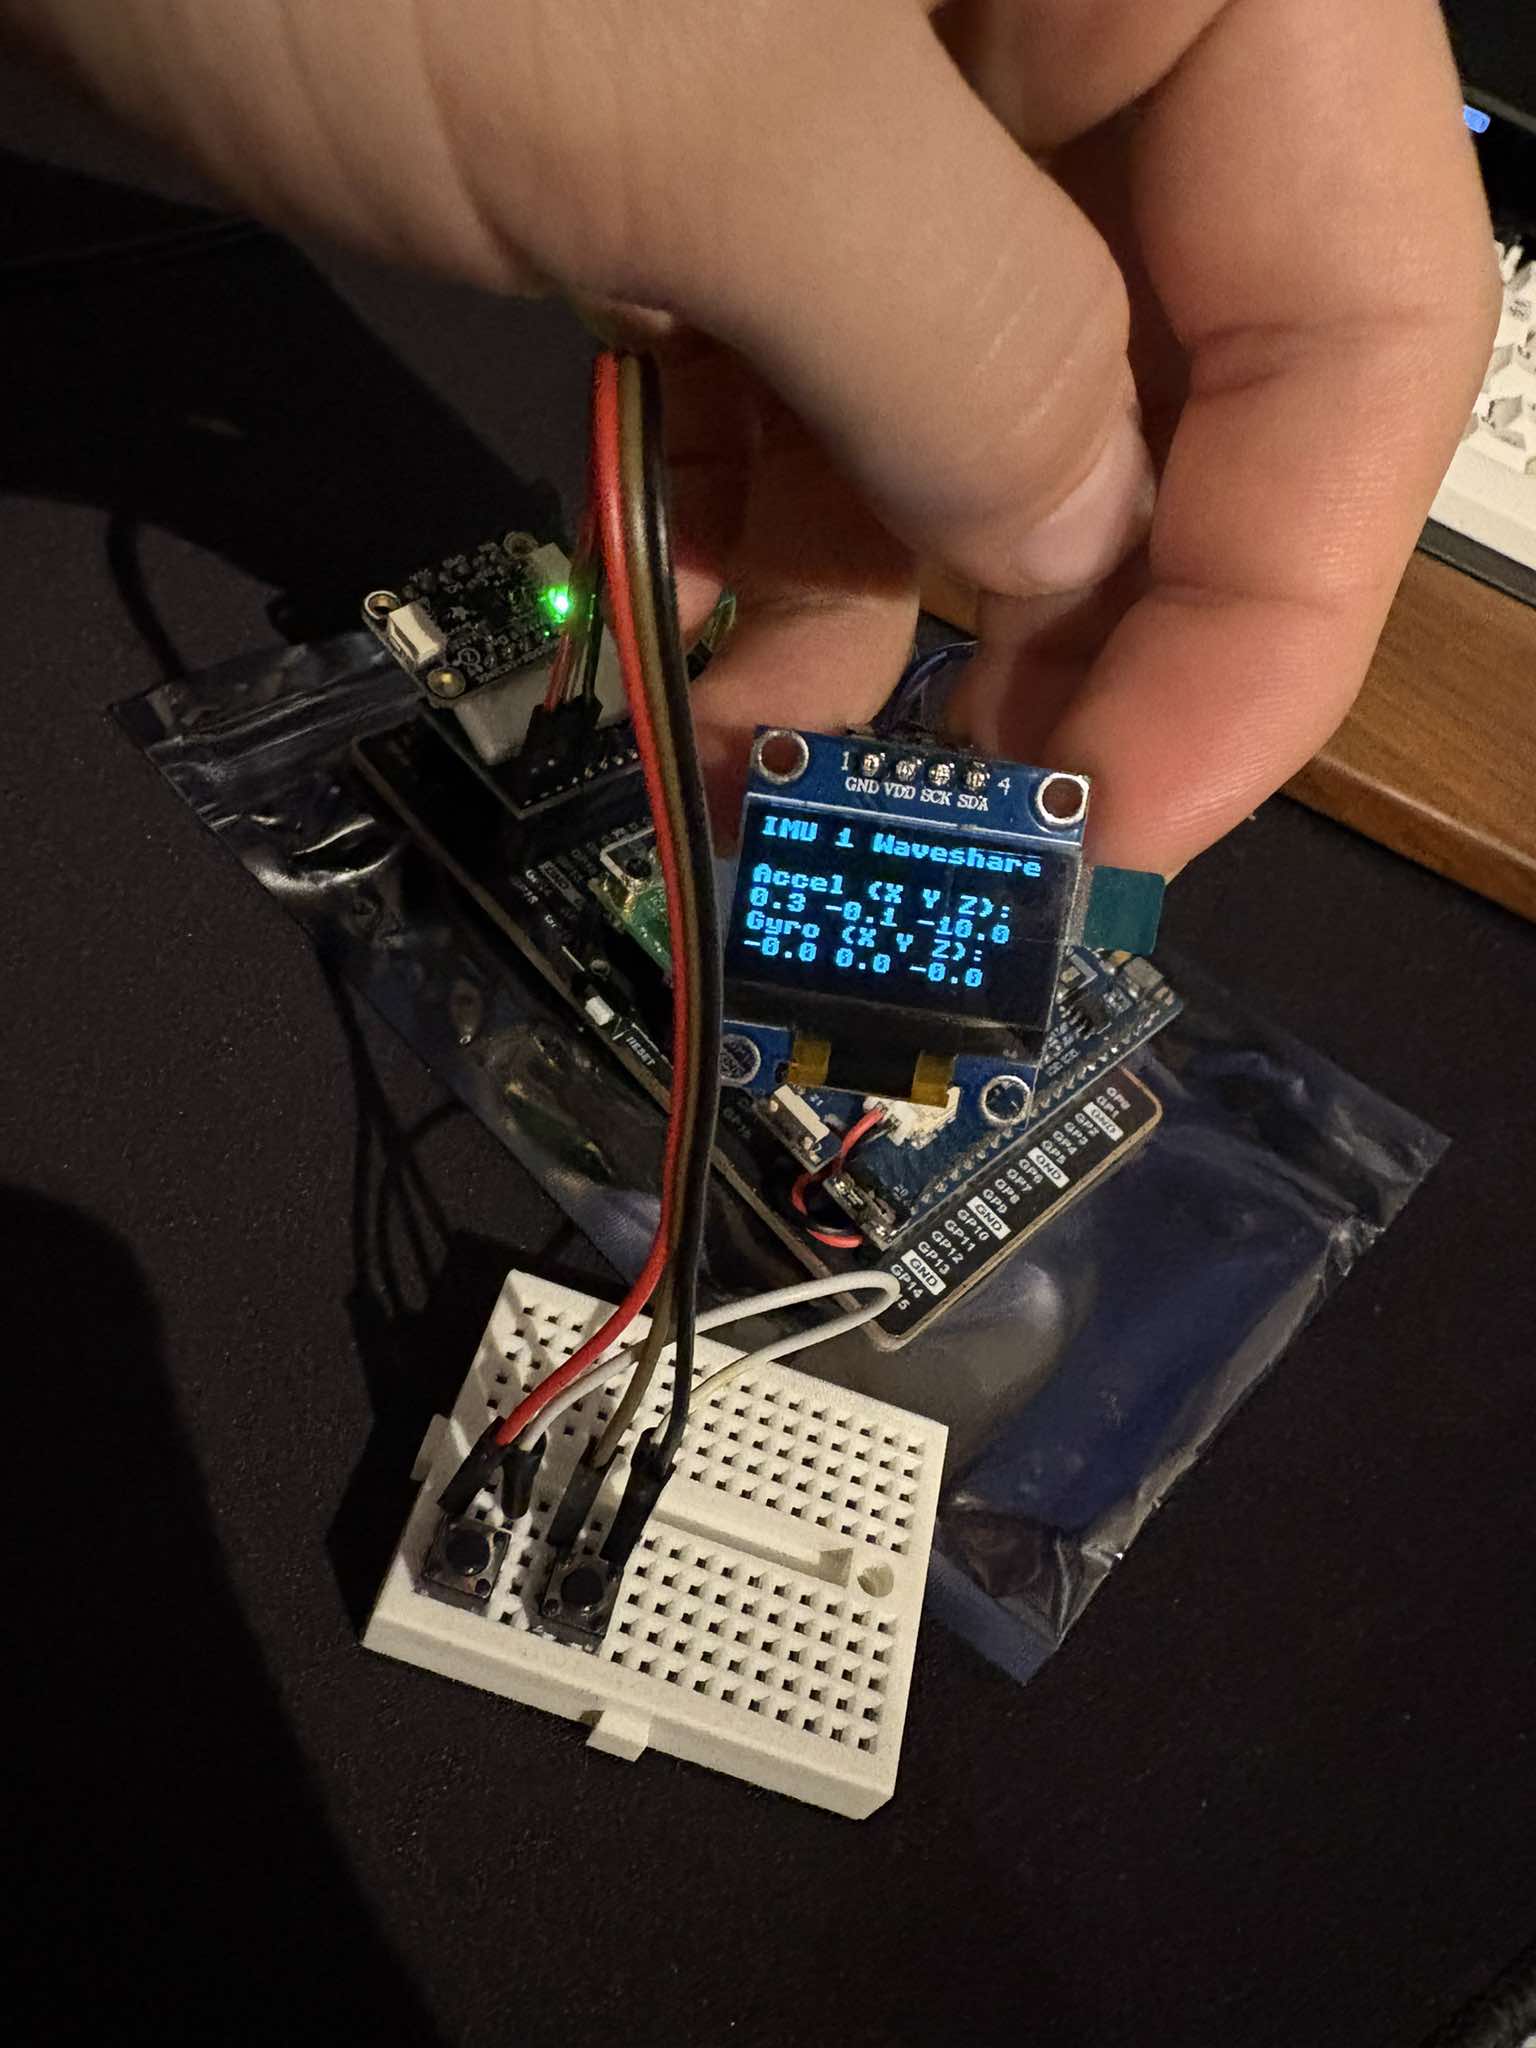 1 4
GND VDD SCK SDA
IMU 1 Waveshare
Accel (X Y Z):
0.3 -0.1 -10.0
Gyro (X Y Z):
-0.0 0.0 -0.0
RESET
GP0
GP1
GND
GP2
GP3
GP4
GP5
GND
GP6
GP7
GP8
GP9
GND
GP10
GP11
GP12
GP13
GND
GP14